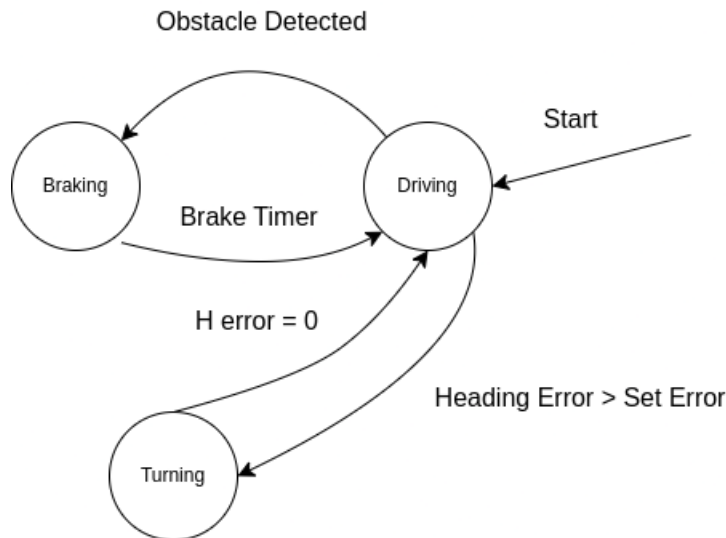 Obstacle Detected
Start
Braking
Driving
Brake Timer
H error = 0
Heading Error > Set Error
Turning